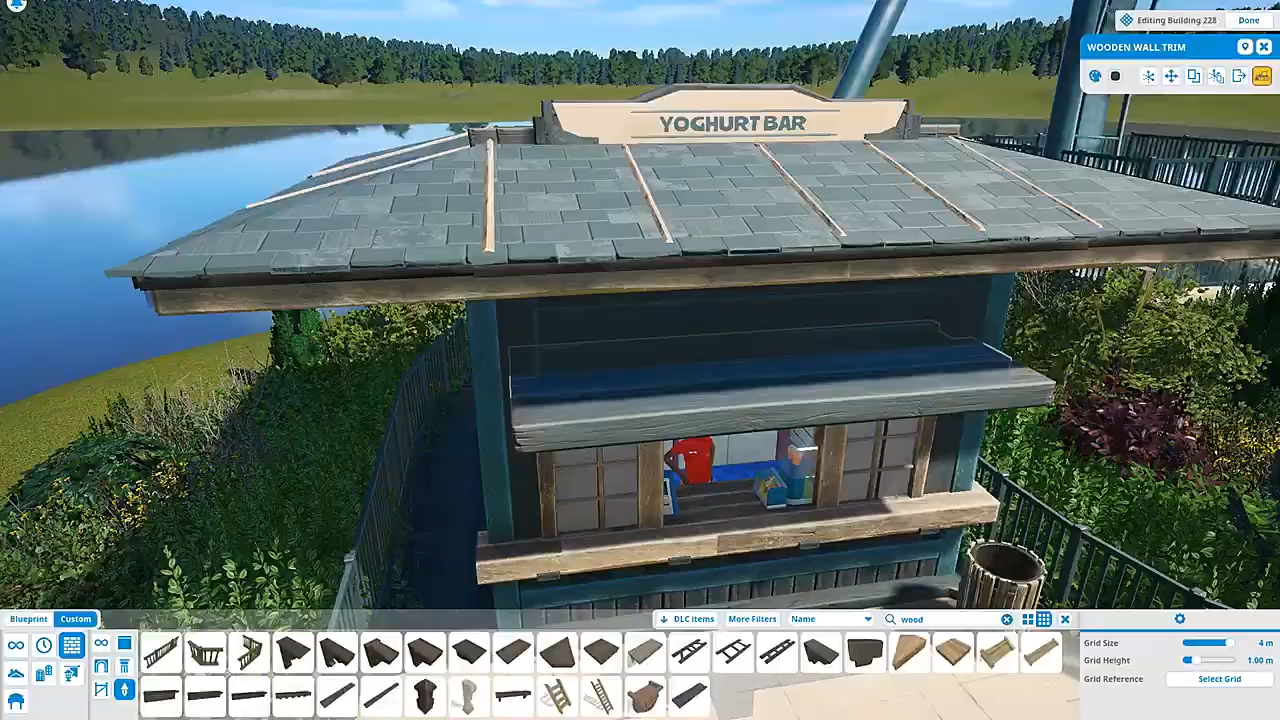 Editing Building 228
Done
WOODEN WALL TRIM
YOGHURT BAR
Blueprint
Custom
DLC items
More Filters
Name
wood
Grid Size
4 m
Grid Height
1.00 m
Grid Reference
Select Grid